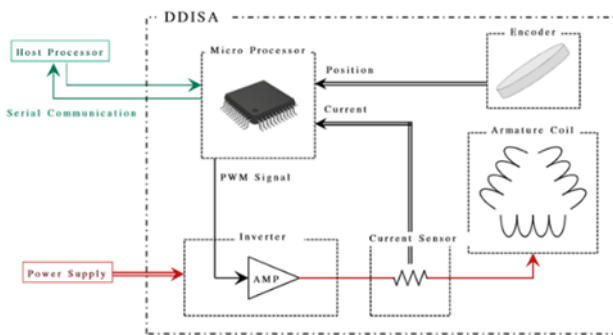 DDISA
Host Processor
Micro Processor
Encoder
Position
Serial Communication
Current
Armature Coil
PWM Signal
Inverter
Current Sensor
Power Supply
AMP